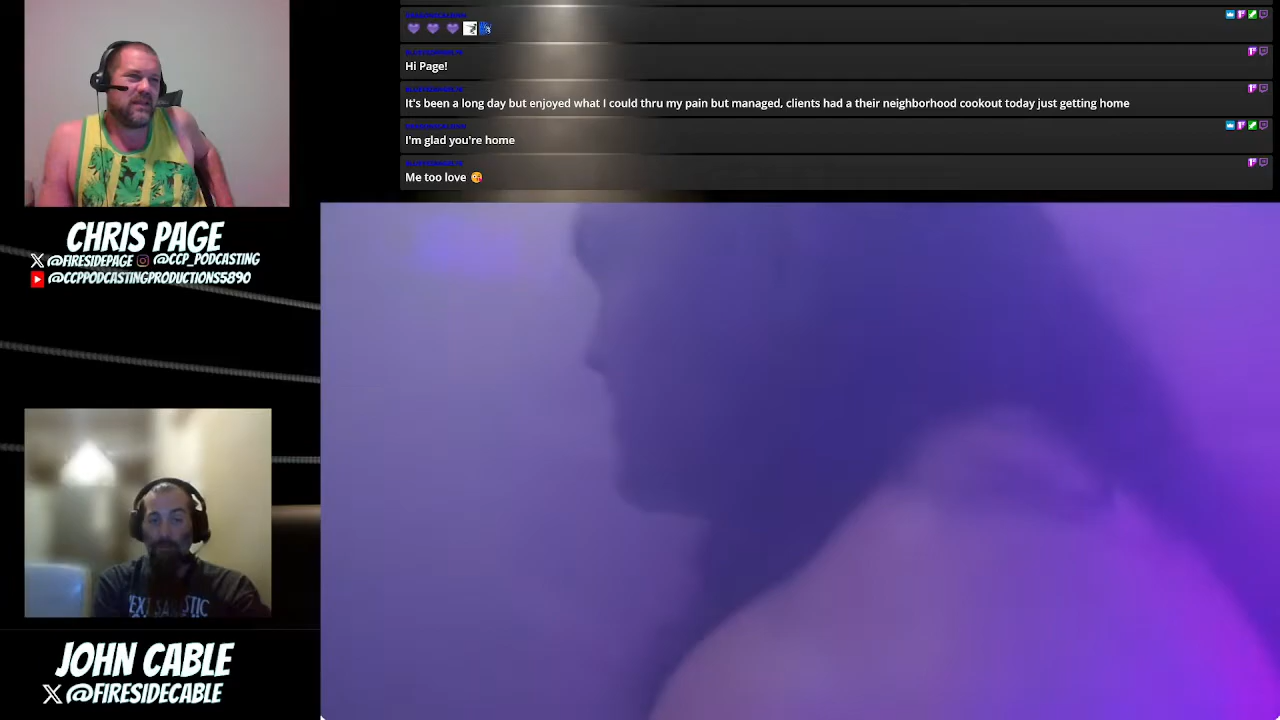 Hi Page!
It's been a long day but enjoyed what I could thru my pain but managed, clients had a their neighborhood cookout today just getting home
I'm glad you're home
Me too love
CHRIS PAGE
@FIRESIDEPAGE @CCP_PODCASTING
@CCPPODCASTINGPRODUCTIONS5890
JOHN CABLE
@FIRESIDECABLE